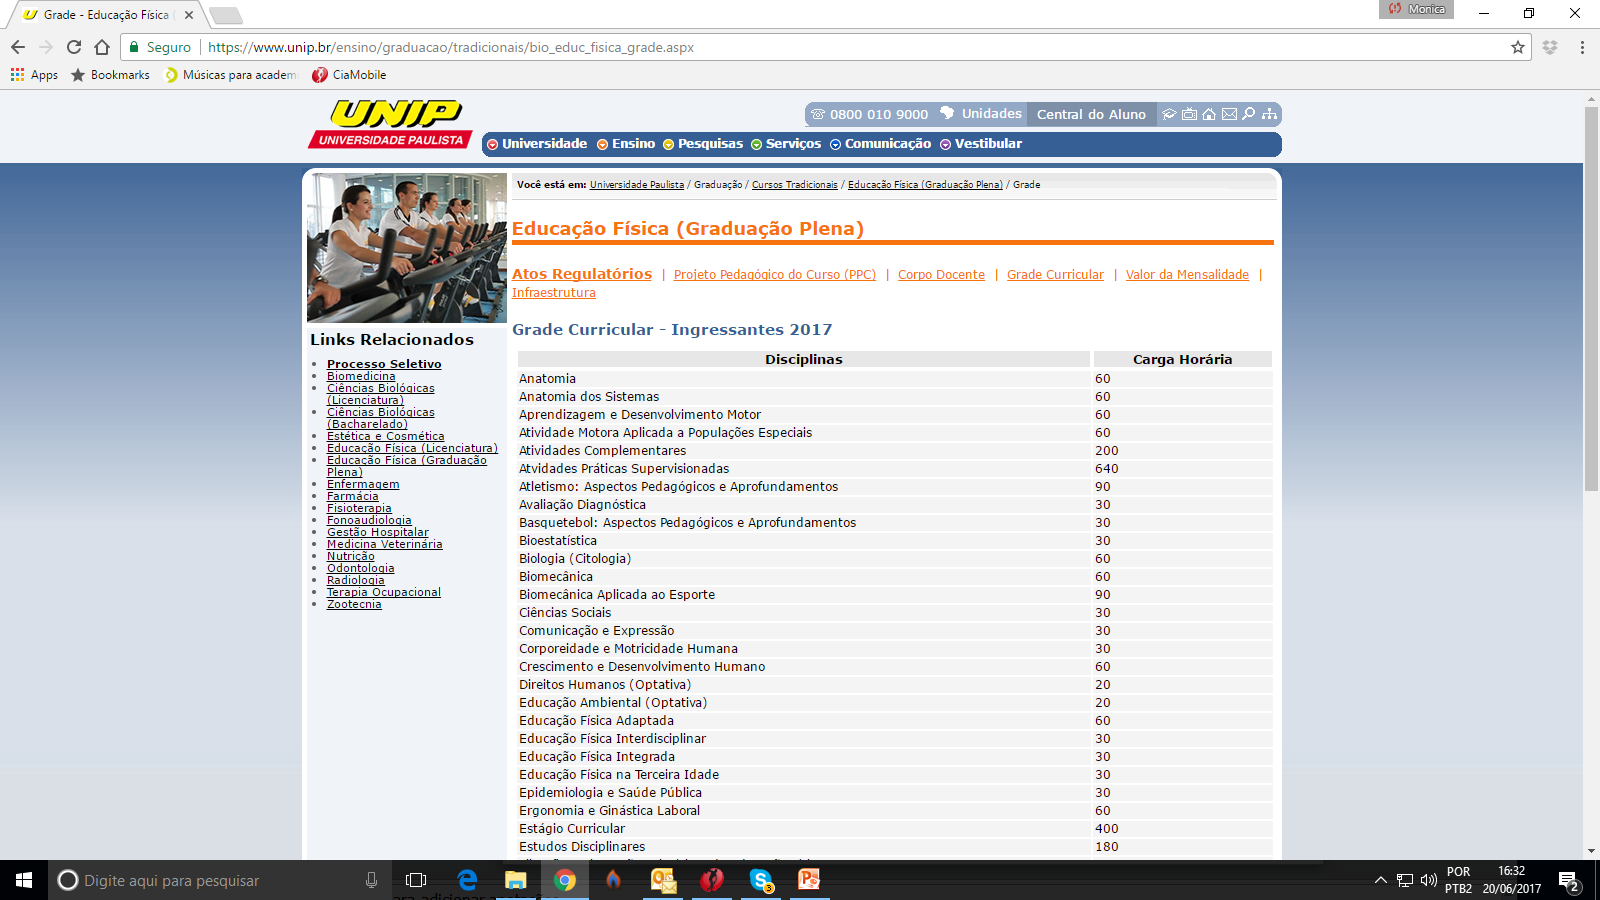 Grade - Educação Física (
Monica
Seguro
https://www.unip.br/ensino/graduacao/tradicionais/bio_educ_fisica_grade.aspx
Apps
Bookmarks
Músicas para academ
CiaMobile
UNIP
UNIVERSIDADE PAULISTA
0800 010 9000 Unidades Central do Aluno
Universidade Ensino Pesquisas Serviços Comunicação Vestibular
Você está em: Universidade Paulista / Graduação / Cursos Tradicionais / Educação Física (Graduação Plena) / Grade
Educação Física (Graduação Plena)
Atos Regulatórios | Projeto Pedagógico do Curso (PPC) | Corpo Docente | Grade Curricular | Valor da Mensalidade |
Infraestrutura
Links Relacionados
Processo Seletivo
Biomedicina
Ciências Biológicas
(Licenciatura)
Ciências Biológicas
(Bacharelado)
Estética e Cosmética
Educação Física (Licenciatura)
Educação Física (Graduação
Plena)
Enfermagem
Farmácia
Fisioterapia
Fonoaudiologia
Gestão Hospitalar
Medicina Veterinária
Nutrição
Odontologia
Radiologia
Terapia Ocupacional
Zootecnia
Grade Curricular - Ingressantes 2017
Disciplinas Carga Horária
Anatomia 60
Anatomia dos Sistemas 60
Aprendizagem e Desenvolvimento Motor 60
Atividade Motora Aplicada a Populações Especiais 60
Atividades Complementares 200
Atvidades Práticas Supervisionadas 640
Atletismo: Aspectos Pedagógicos e Aprofundamentos 90
Avaliação Diagnóstica 30
Basquetebol: Aspectos Pedagógicos e Aprofundamentos 30
Bioestatística 30
Biologia (Citologia) 60
Biomecânica 60
Biomecânica Aplicada ao Esporte 90
Ciências Sociais 30
Comunicação e Expressão 30
Corporeidade e Motricidade Humana 30
Crescimento e Desenvolvimento Humano 60
Direitos Humanos (Optativa) 20
Educação Ambiental (Optativa) 20
Educação Física Adaptada 60
Educação Física Interdisciplinar 30
Educação Física Integrada 30
Educação Física na Terceira Idade 30
Epidemiologia e Saúde Pública 30
Ergonomia e Ginástica Laboral 60
Estágio Curricular 400
Estudos Disciplinares 180
Digite aqui para pesquisar
3
POR
PTB2
16:32
20/06/2017
2